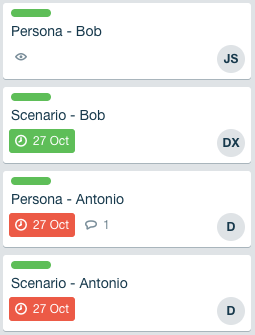 Persona - Bob
JS
Scenario - Bob
27 Oct DX
Persona - Antonio
27 Oct 1 D
Scenario - Antonio
27 Oct D